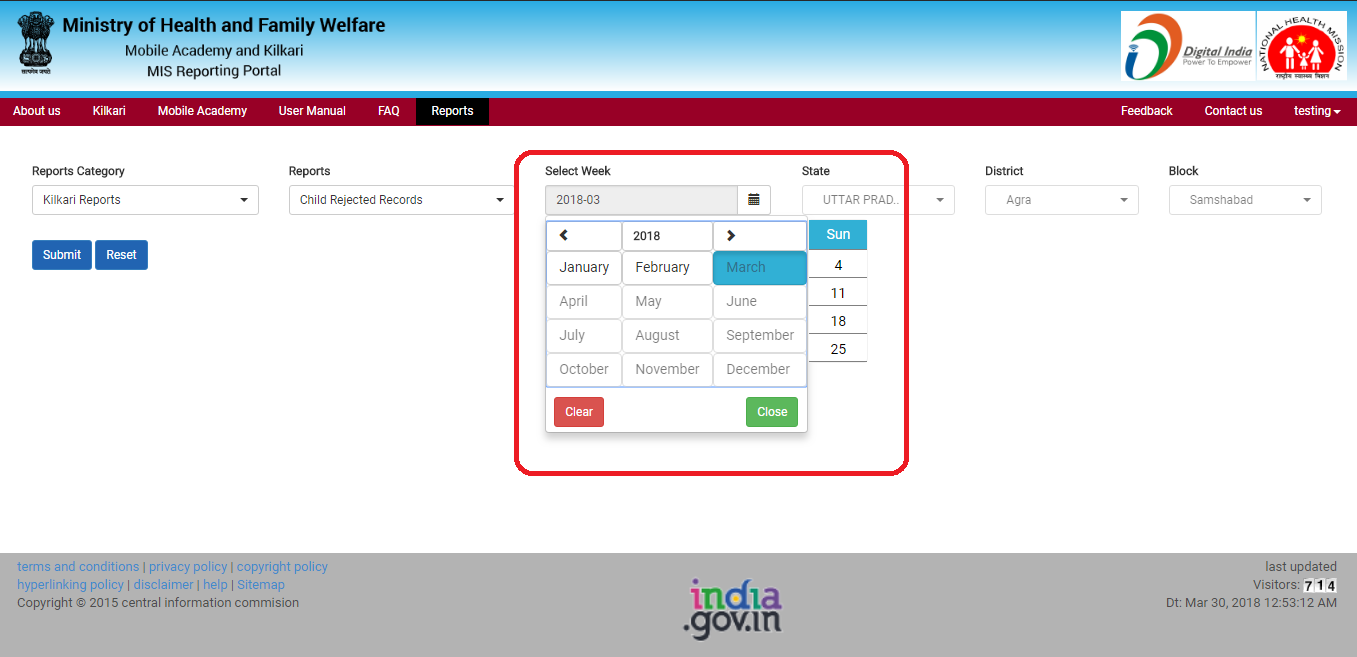 Ministry of Health and Family Welfare
Mobile Academy and Kilkari
MIS Reporting Portal
सत्यमेव जयते
Digital India
Power To Empower
NATIONAL HEALTH MISSION
राष्ट्रीय स्वास्थ्य मिशन
About us Kilkari Mobile Academy User Manual FAQ Reports Feedback Contact us testing
Reports Category Reports Select Week State District Block
Kilkari Reports Child Rejected Records 2018-03 UTTAR PRAD.. Agra Samshabad
Submit Reset
2018 Sun
January February March 4
April May June 11
July August September 18
October November December 25
Clear Close
terms and conditions | privacy policy | copyright policy
hyperlinking policy | disclaimer | help | Sitemap
Copyright © 2015 central information commision
india
.gov.in
last updated
Visitors: 714
Dt: Mar 30, 2018 12:53:12 AM